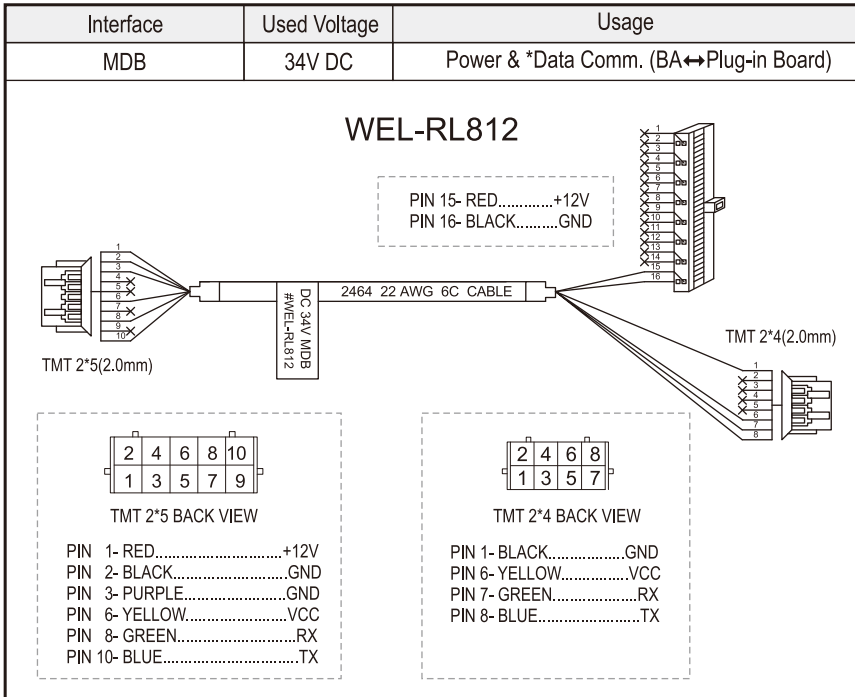 Interface Used Voltage Usage
MDB 34V DC Power & *Data Comm. (BA↔Plug-in Board)
WEL-RL812
PIN 15- RED............+12V
PIN 16- BLACK.........GND
1
2
3
4
5
6
7
8
9
10
11
12
13
14
15
16
1
2
3
4
5
6
7
8
9
10
TMT 2*5(2.0mm)
DC 34V MDB
#WEL-RL812
2464 22 AWG 6C CABLE
TMT 2*4(2.0mm)
1
2
3
4
5
6
7
8
2 4 6 8 10
1 3 5 7 9
TMT 2*5 BACK VIEW
PIN 1- RED.......................+12V
PIN 2- BLACK....................GND
PIN 3- PURPLE..................GND
PIN 6- YELLOW..................VCC
PIN 8- GREEN......................RX
PIN 10- BLUE.........................TX
2 4 6 8
1 3 5 7
TMT 2*4 BACK VIEW
PIN 1- BLACK..............GND
PIN 6- YELLOW............VCC
PIN 7- GREEN................RX
PIN 8- BLUE...................TX